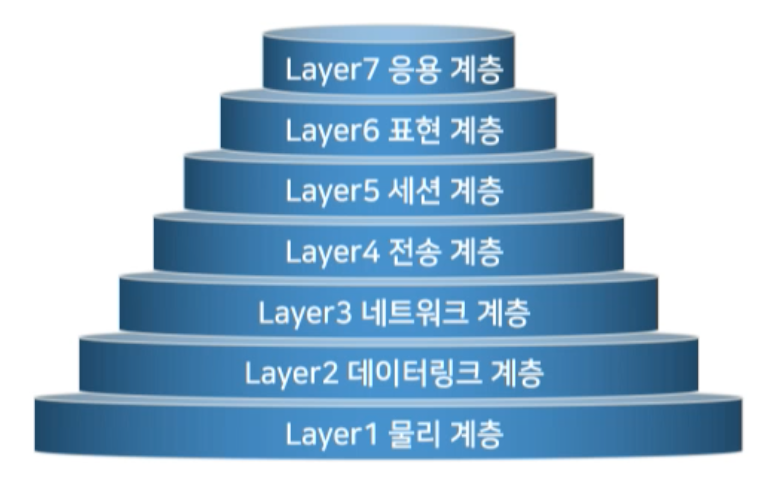 Layer7 응용 계층
Layer6 표현 계층
Layer5 세션 계층
Layer4 전송 계층
Layer3 네트워크 계층
Layer2 데이터링크 계층
Layer1 물리 계층